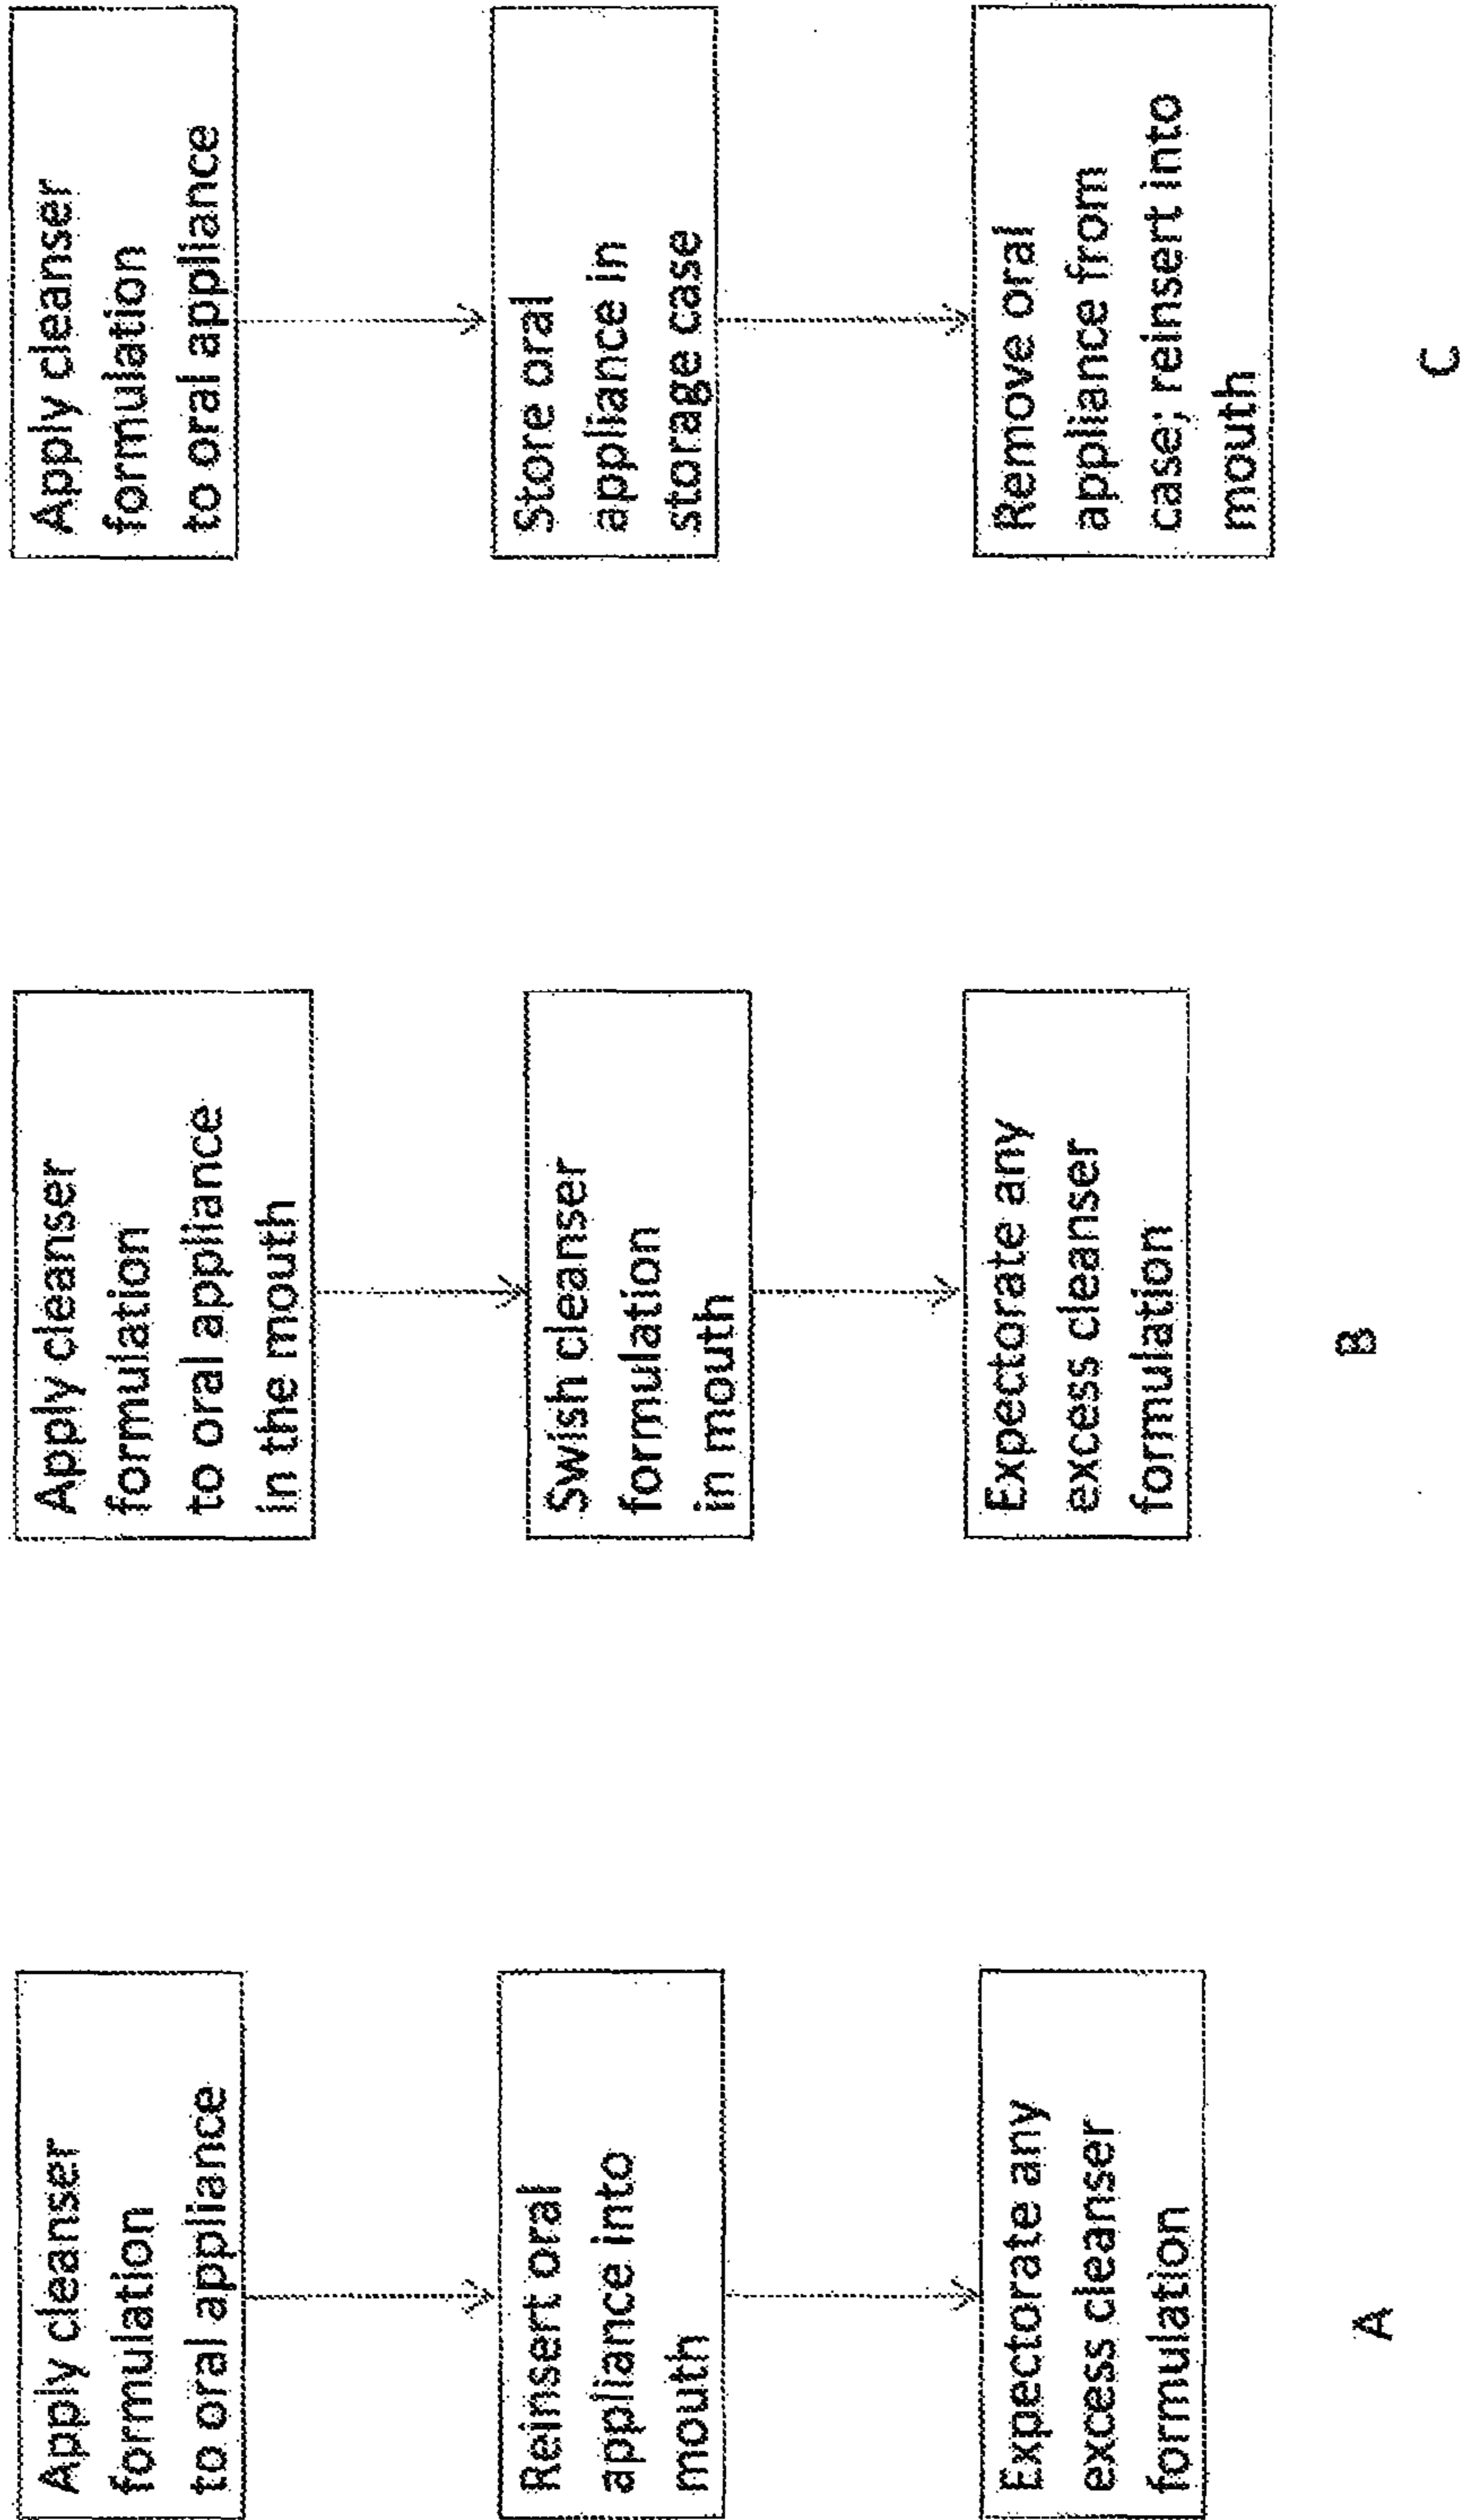 Apply cleanser
formulation
to oral appliance
Reinsert oral
appliance into
mouth
Expectorate any
excess cleanser
formulation
A
Apply cleanser
formulation
to oral appliance
in the mouth
Swish cleanser
formulation
in mouth
Expectorate any
excess cleanser
formulation
B
Apply cleanser
formulation
to oral appliance
Store oral
appliance in
storage case
Remove oral
appliance from
case; reinsert into
mouth
C